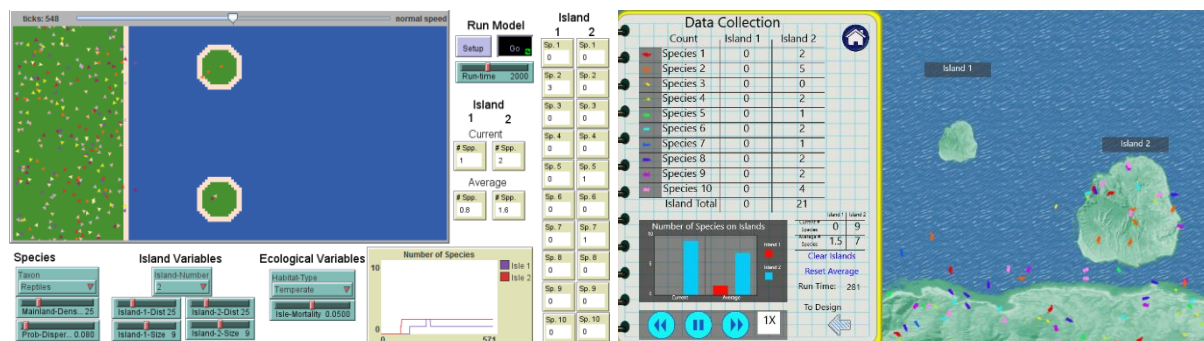 ticks: 548
normal speed
Run Model
Setup
Go
Run-time 2000
Island
1 2
Current
# Spp.
1
# Spp.
2
Average
# Spp.
0.8
# Spp.
1.6
Island
1 2
Sp. 1 Sp. 1
0 0
Sp. 2 Sp. 2
3 0
Sp. 3 Sp. 3
0 0
Sp. 4 Sp. 4
0 0
Sp. 5 Sp. 5
0 1
Sp. 6 Sp. 6
0 0
Sp. 7 Sp. 7
0 1
Sp. 8 Sp. 8
0 0
Sp. 9 Sp. 9
0 0
Sp. 10 Sp. 10
0 0
Species
Taxon
Reptiles
Mainland-Dens... 25
Prob-Disper... 0.080
Island Variables
Island-Number
2
Island-1-Dist 25
Island-2-Dist 25
Island-1-Size 9
Island-2-Size 9
Ecological Variables
Habitat-Type
Temperate
Isle-Mortality 0.0500
Number of Species
10
0
0 571
Isle 1
Isle 2
Data Collection
Count Island 1 Island 2
Species 1 0 2
Species 2 0 5
Species 3 0 0
Species 4 0 2
Species 5 0 1
Species 6 0 2
Species 7 0 1
Species 8 0 2
Species 9 0 2
Species 10 0 4
Island Total 0 21
Number of Species on Islands
10
5
0
Current Average
Island 1
Island 2
Island 1 Island 2
Current # Species 0 9
Average # Species 1.5 7
Clear Islands
Reset Average
Run Time: 281
To Design
1X
Island 1
Island 2